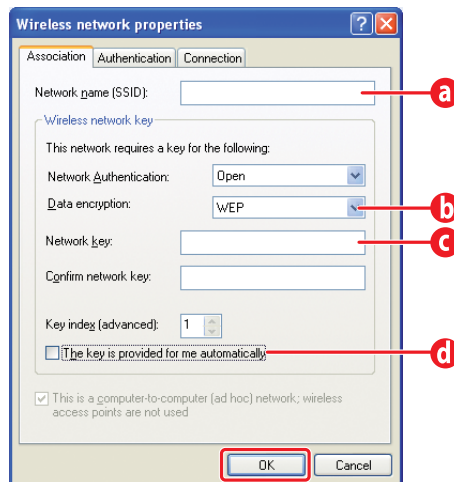 Wireless network properties
Association Authentication Connection
Network name (SSID): a
Wireless network key
This network requires a key for the following:
Network Authentication: Open
Data encryption: WEP b
Network key: c
Confirm network key:
Key index (advanced): 1
The key is provided for me automatically d
This is a computer-to-computer (ad hoc) network; wireless
access points are not used
OK Cancel